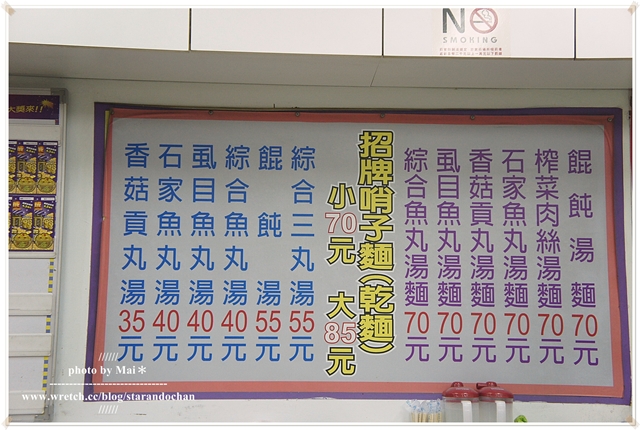 NO
SMOKING
大獎來!!
餛飩湯麵70元
榨菜肉絲湯麵70元
石家魚丸湯麵70元
香菇貢丸湯麵70元
虱目魚丸湯麵70元
綜合魚丸湯麵70元
招牌哨子麵(乾麵)
小70元 大85元
綜合三丸湯55元
餛飩湯55元
綜合魚丸湯40元
虱目魚丸湯40元
石家魚丸湯40元
香菇貢丸湯35元
photo by Mai＊
www.wretch.cc/blog/starandochan